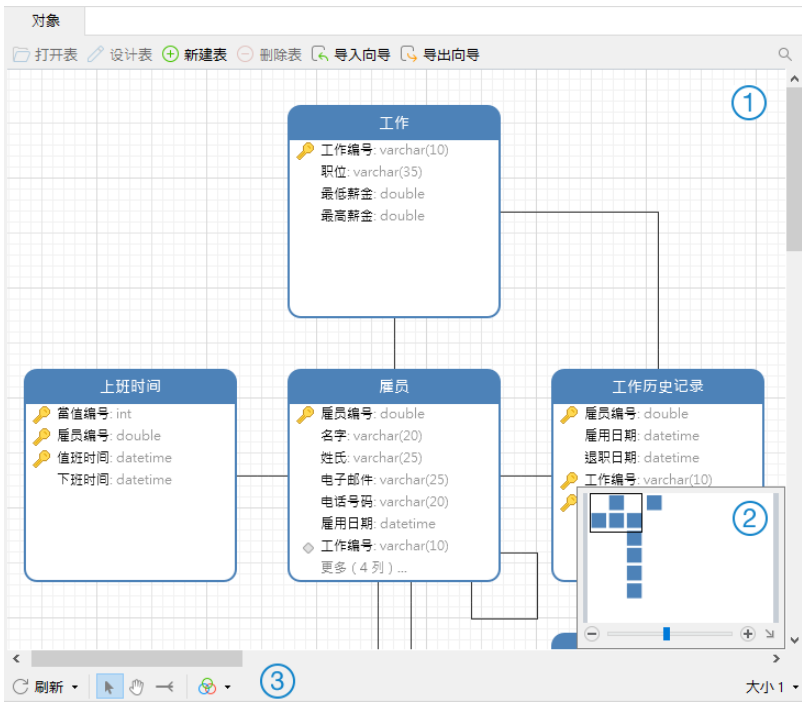 对象
打开表 设计表 新建表 删除表 导入向导 导出向导
1
工作
工作编号: varchar(10)
职位: varchar(35)
最低薪金: double
最高薪金: double
上班时间
當值编号: int
雇员编号: double
值班时间: datetime
下班时间: datetime
雇员
雇员编号: double
名字: varchar(20)
姓氏: varchar(25)
电子邮件: varchar(25)
电话号码: varchar(20)
雇用日期: datetime
工作编号: varchar(10)
更多 ( 4 列 ) ...
工作历史记录
雇员编号: double
雇用日期: datetime
退职日期: datetime
工作编号: varchar(10)
2
刷新
3
大小 1